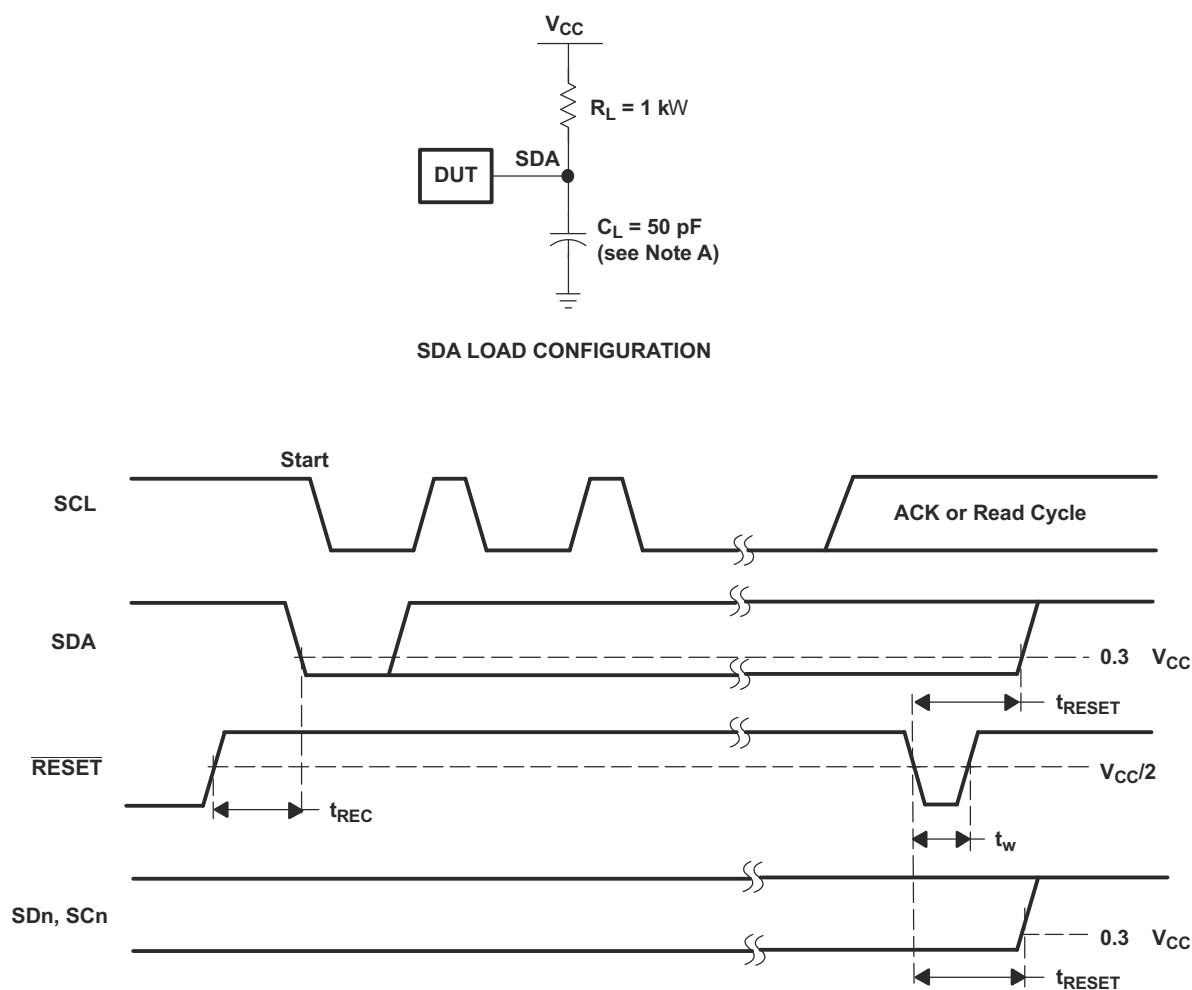 VCC
RL = 1 kW
DUT
SDA
CL = 50 pF
(see Note A)
SDA LOAD CONFIGURATION
Start
SCL
ACK or Read Cycle
SDA
0.3 VCC
tRESET
RESET
VCC/2
tREC
tw
SDn, SCn
0.3 VCC
tRESET